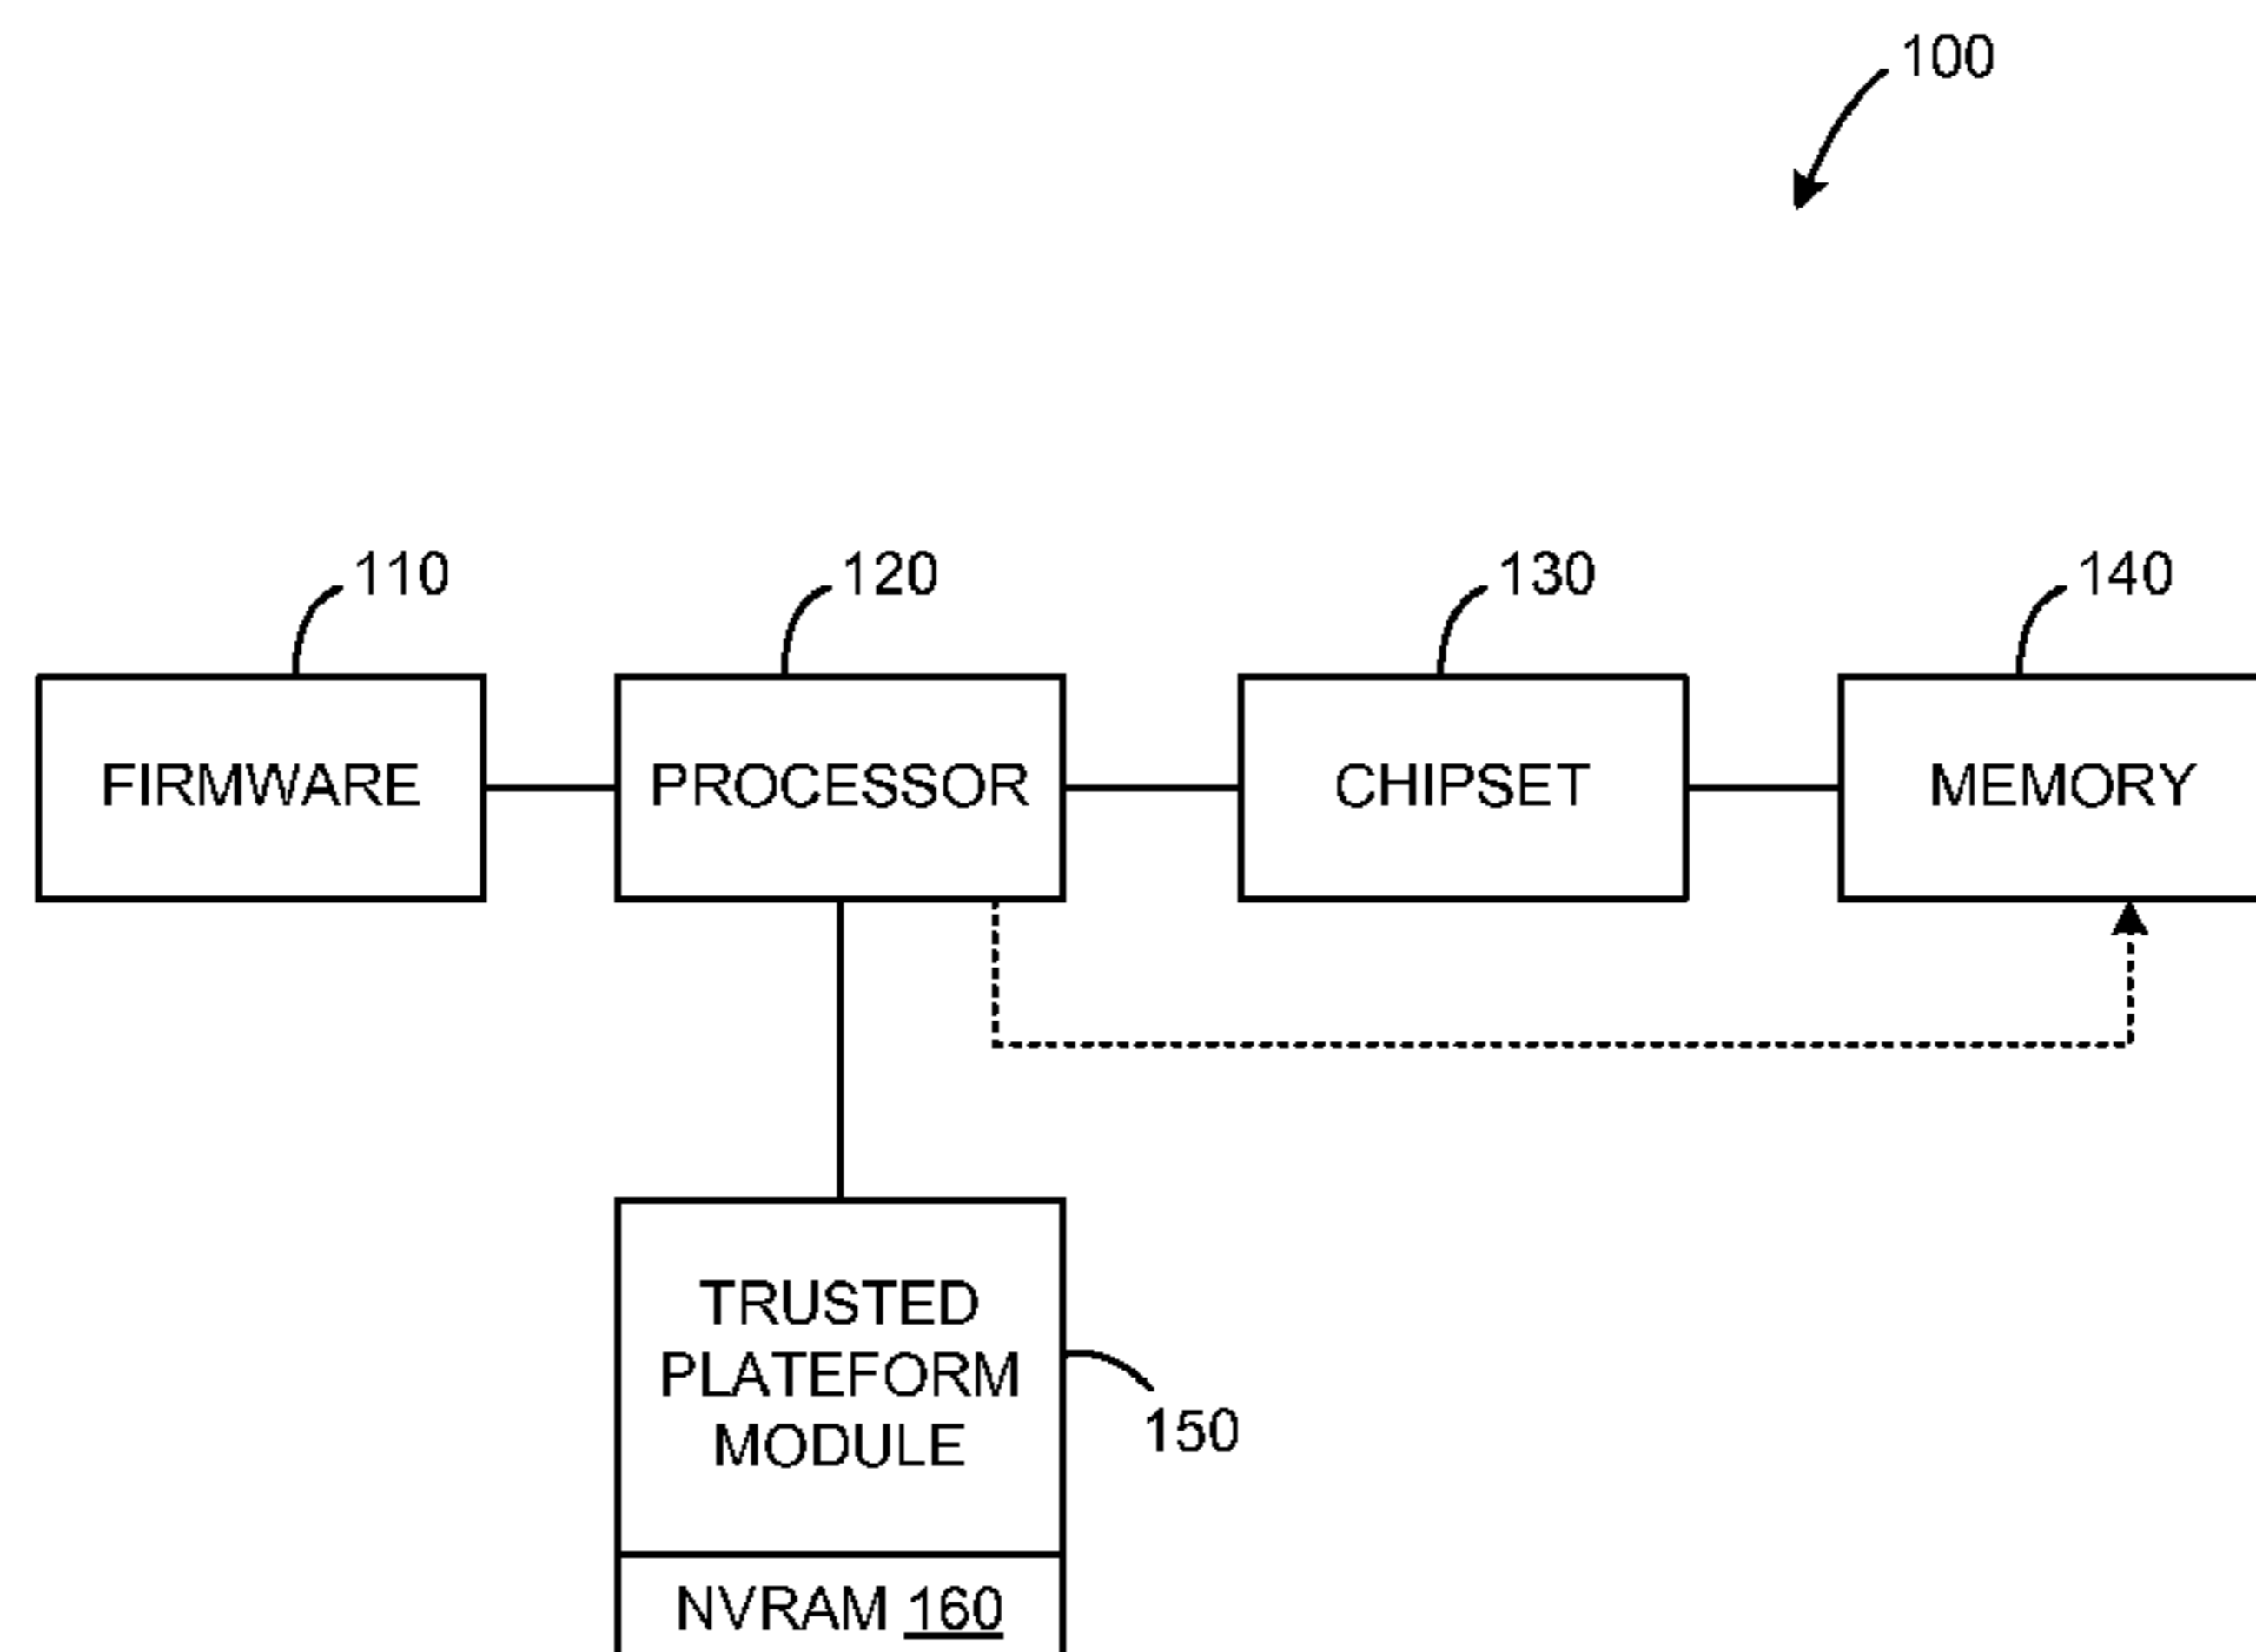 100
110
120
130
140
FIRMWARE
PROCESSOR
CHIPSET
MEMORY
TRUSTED
PLATEFORM
MODULE
150
NVRAM 160